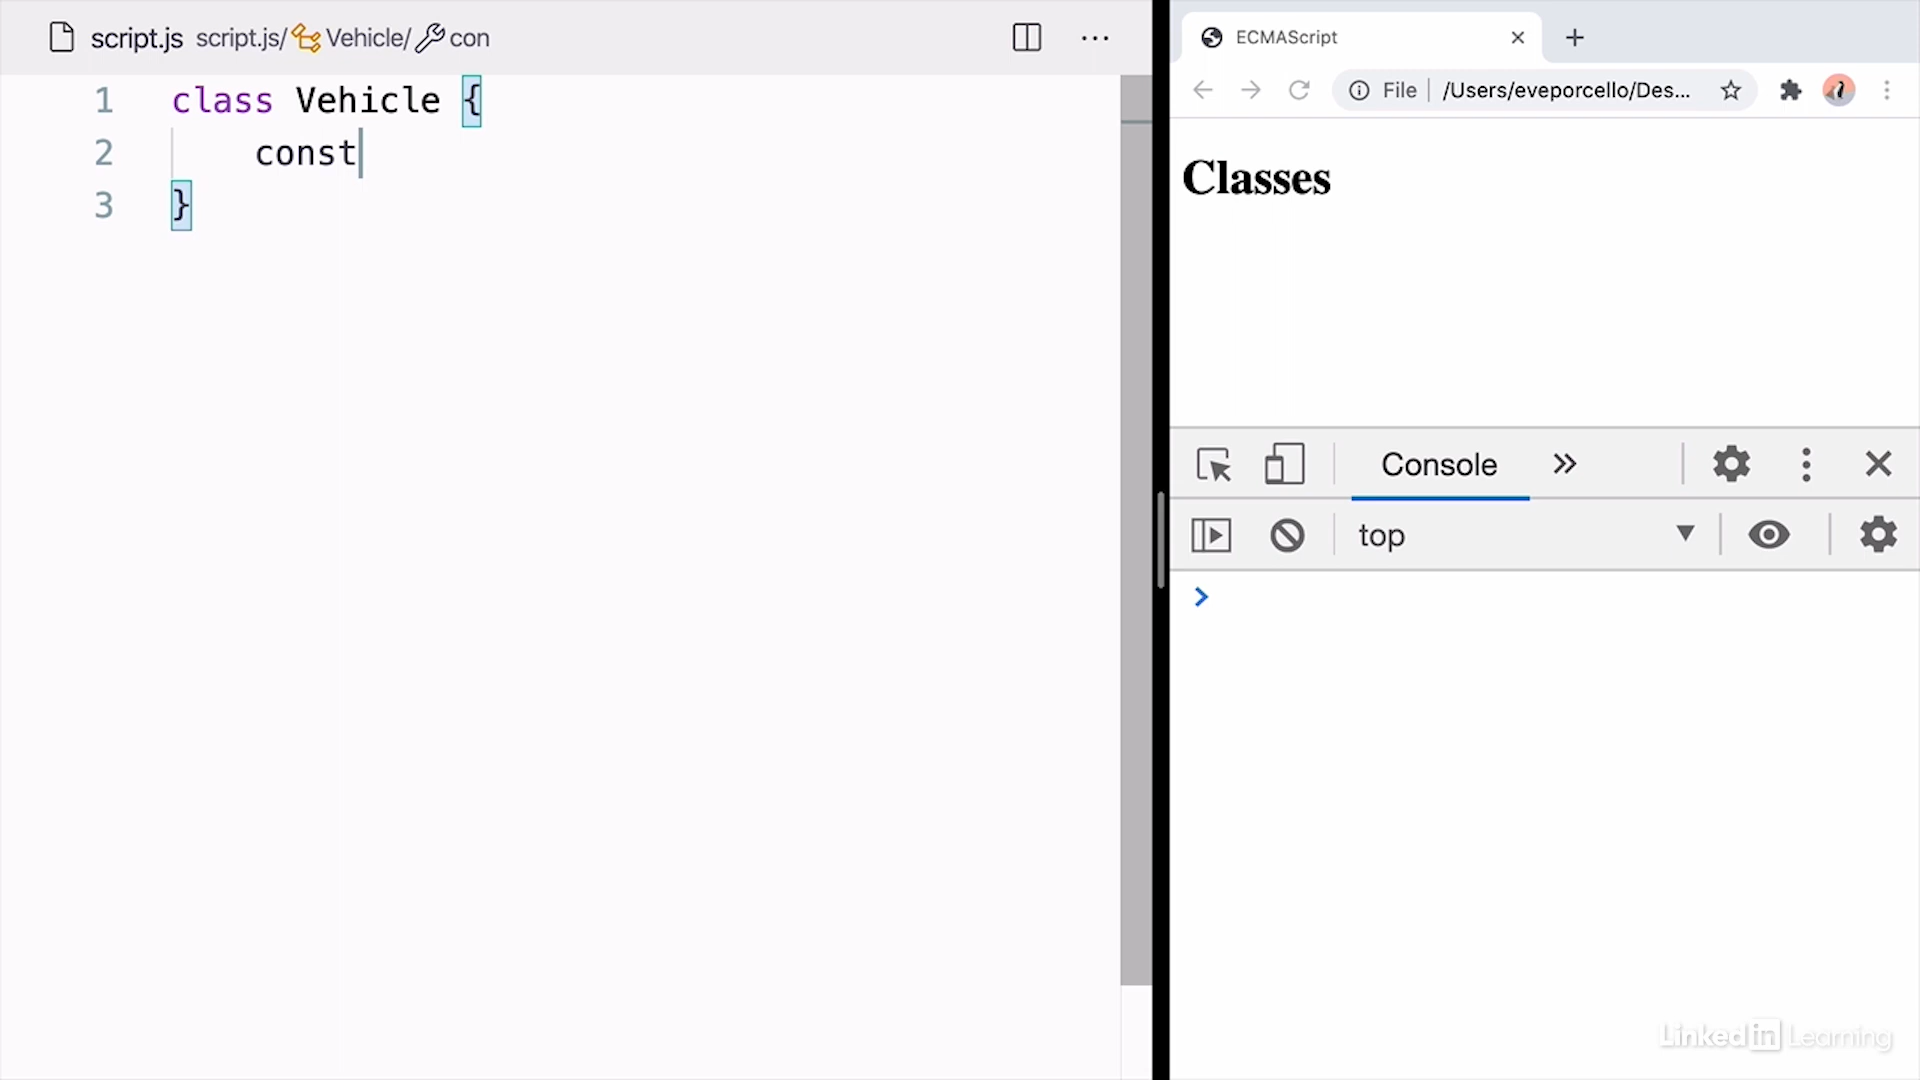 script.js script.js/Vehicle/con
1 class Vehicle {
2 const
3 }
ECMAScript
File /Users/eveporcello/Des...
Classes
Console
top
LinkedIn Learning